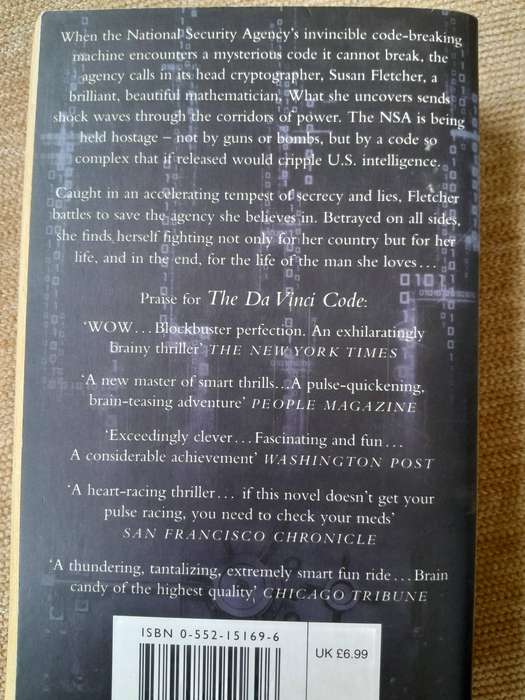 When the National Security Agency's invincible code-breaking
machine encounters a mysterious code it cannot break, the
agency calls in its head cryptographer, Susan Fletcher, a
brilliant, beautiful mathematician. What she uncovers sends
shock waves through the corridors of power. The NSA is being
held hostage – not by guns or bombs, but by a code so
complex that if released would cripple U.S. intelligence.
Caught in an accelerating tempest of secrecy and lies, Fletcher
battles to save the agency she believes in. Betrayed on all sides,
she finds herself fighting not only for her country but for her
life, and in the end, for the life of the man she loves...
Praise for The Da Vinci Code:
'WOW... Blockbuster perfection. An exhilaratingly
brainy thriller' THE NEW YORK TIMES
'A new master of smart thrills...A pulse-quickening,
brain-teasing adventure' PEOPLE MAGAZINE
'Exceedingly clever... Fascinating and fun...
A considerable achievement' WASHINGTON POST
'A heart-racing thriller... if this novel doesn't get your
pulse racing, you need to check your meds'
SAN FRANCISCO CHRONICLE
'A thundering, tantalizing, extremely smart fun ride... Brain
candy of the highest quality,' CHICAGO TRIBUNE
ISBN 0-552-15169-6
UK £6.99